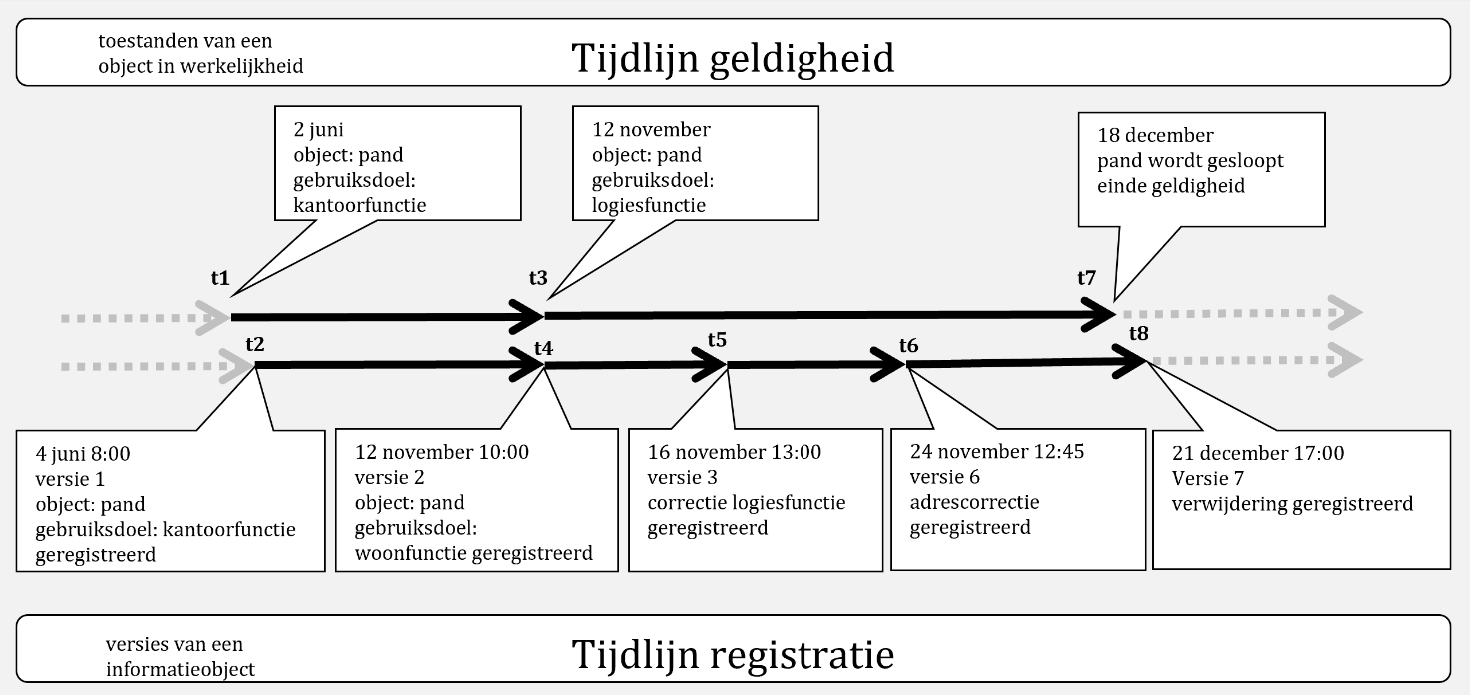 toestanden van een
object in werkelijkheid
Tijdlijn geldigheid
2 juni
object: pand
gebruiksdoel:
kantoorfunctie
12 november
object: pand
gebruiksdoel:
logiesfunctie
18 december
pand wordt gesloopt
einde geldigheid
t1
t3
t7
t2
t4
t5
t6
t8
4 juni 8:00
versie 1
object: pand
gebruiksdoel: kantoorfunctie
geregistreerd
12 november 10:00
versie 2
object: pand
gebruiksdoel:
woonfunctie geregistreerd
16 november 13:00
versie 3
correctie logiesfunctie
geregistreerd
24 november 12:45
versie 6
adrescorrectie
geregistreerd
21 december 17:00
Versie 7
verwijdering geregistreerd
versies van een
informatieobject
Tijdlijn registratie